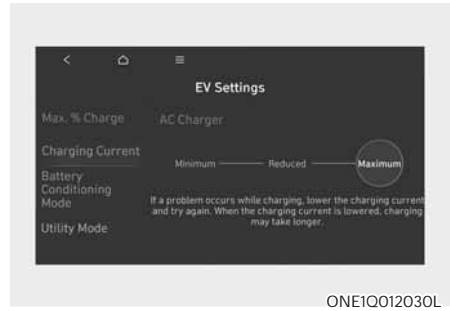 EV Settings
Max. % Charge
AC Charger
Charging Current
Minimum
Reduced
Maximum
Battery
Conditioning
Mode
If a problem occurs while charging, lower the charging current
and try again. When the charging current is lowered, charging
may take longer.
Utility Mode
ONE1Q012030L